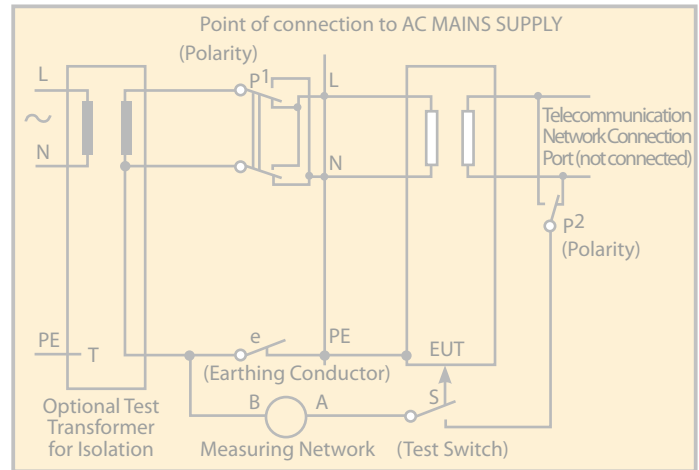 Point of connection to AC MAINS SUPPLY
(Polarity)
P1
L
L
N
N
Telecommunication
Network Connection
Port (not connected)
P2
(Polarity)
PE
T
e
PE
EUT
(Earthing Conductor)
B
A
S
Optional Test
Transformer
for Isolation
Measuring Network
(Test Switch)